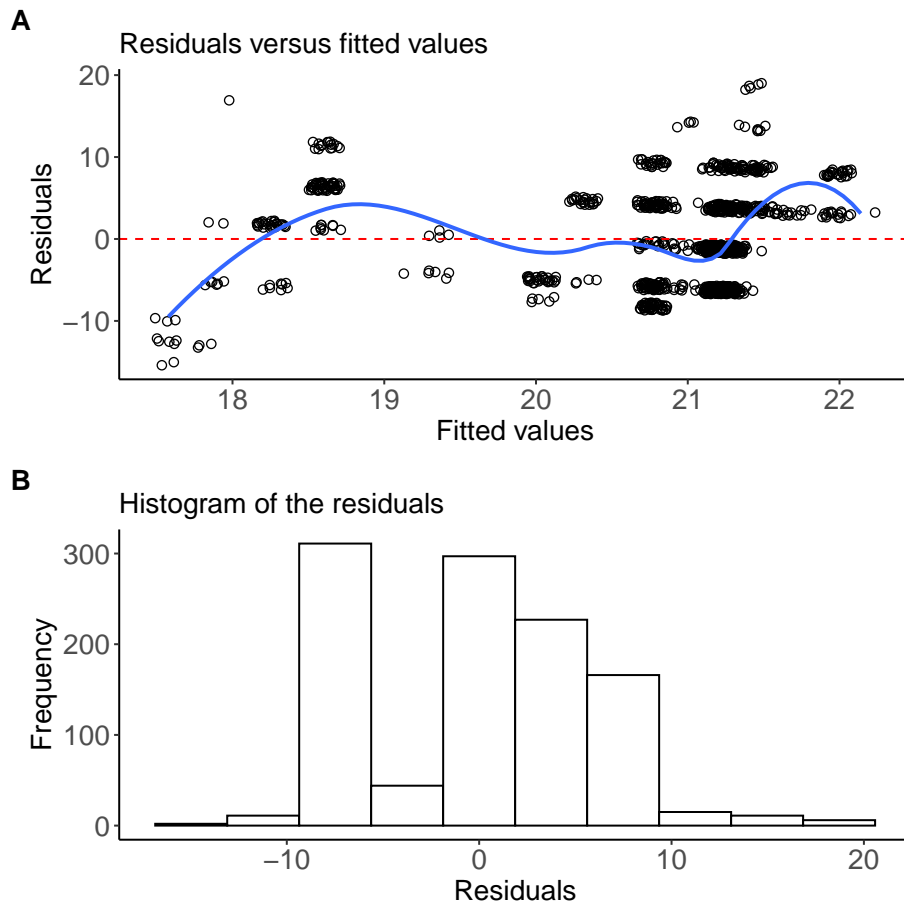 A
Residuals versus fitted values
20
10
0
−10
Residuals
18 19 20 21 22
Fitted values
B
Histogram of the residuals
300
200
100
0
Frequency
−10 0 10 20
Residuals